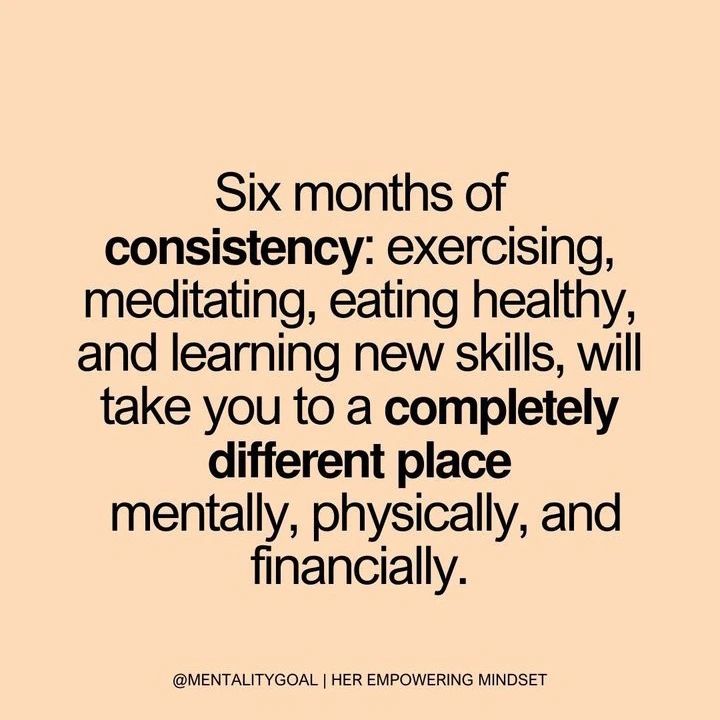 Six months of
consistency: exercising,
meditating, eating healthy,
and learning new skills, will
take you to a completely
different place
mentally, physically, and
financially.
@MENTALITYGOAL | HER EMPOWERING MINDSET